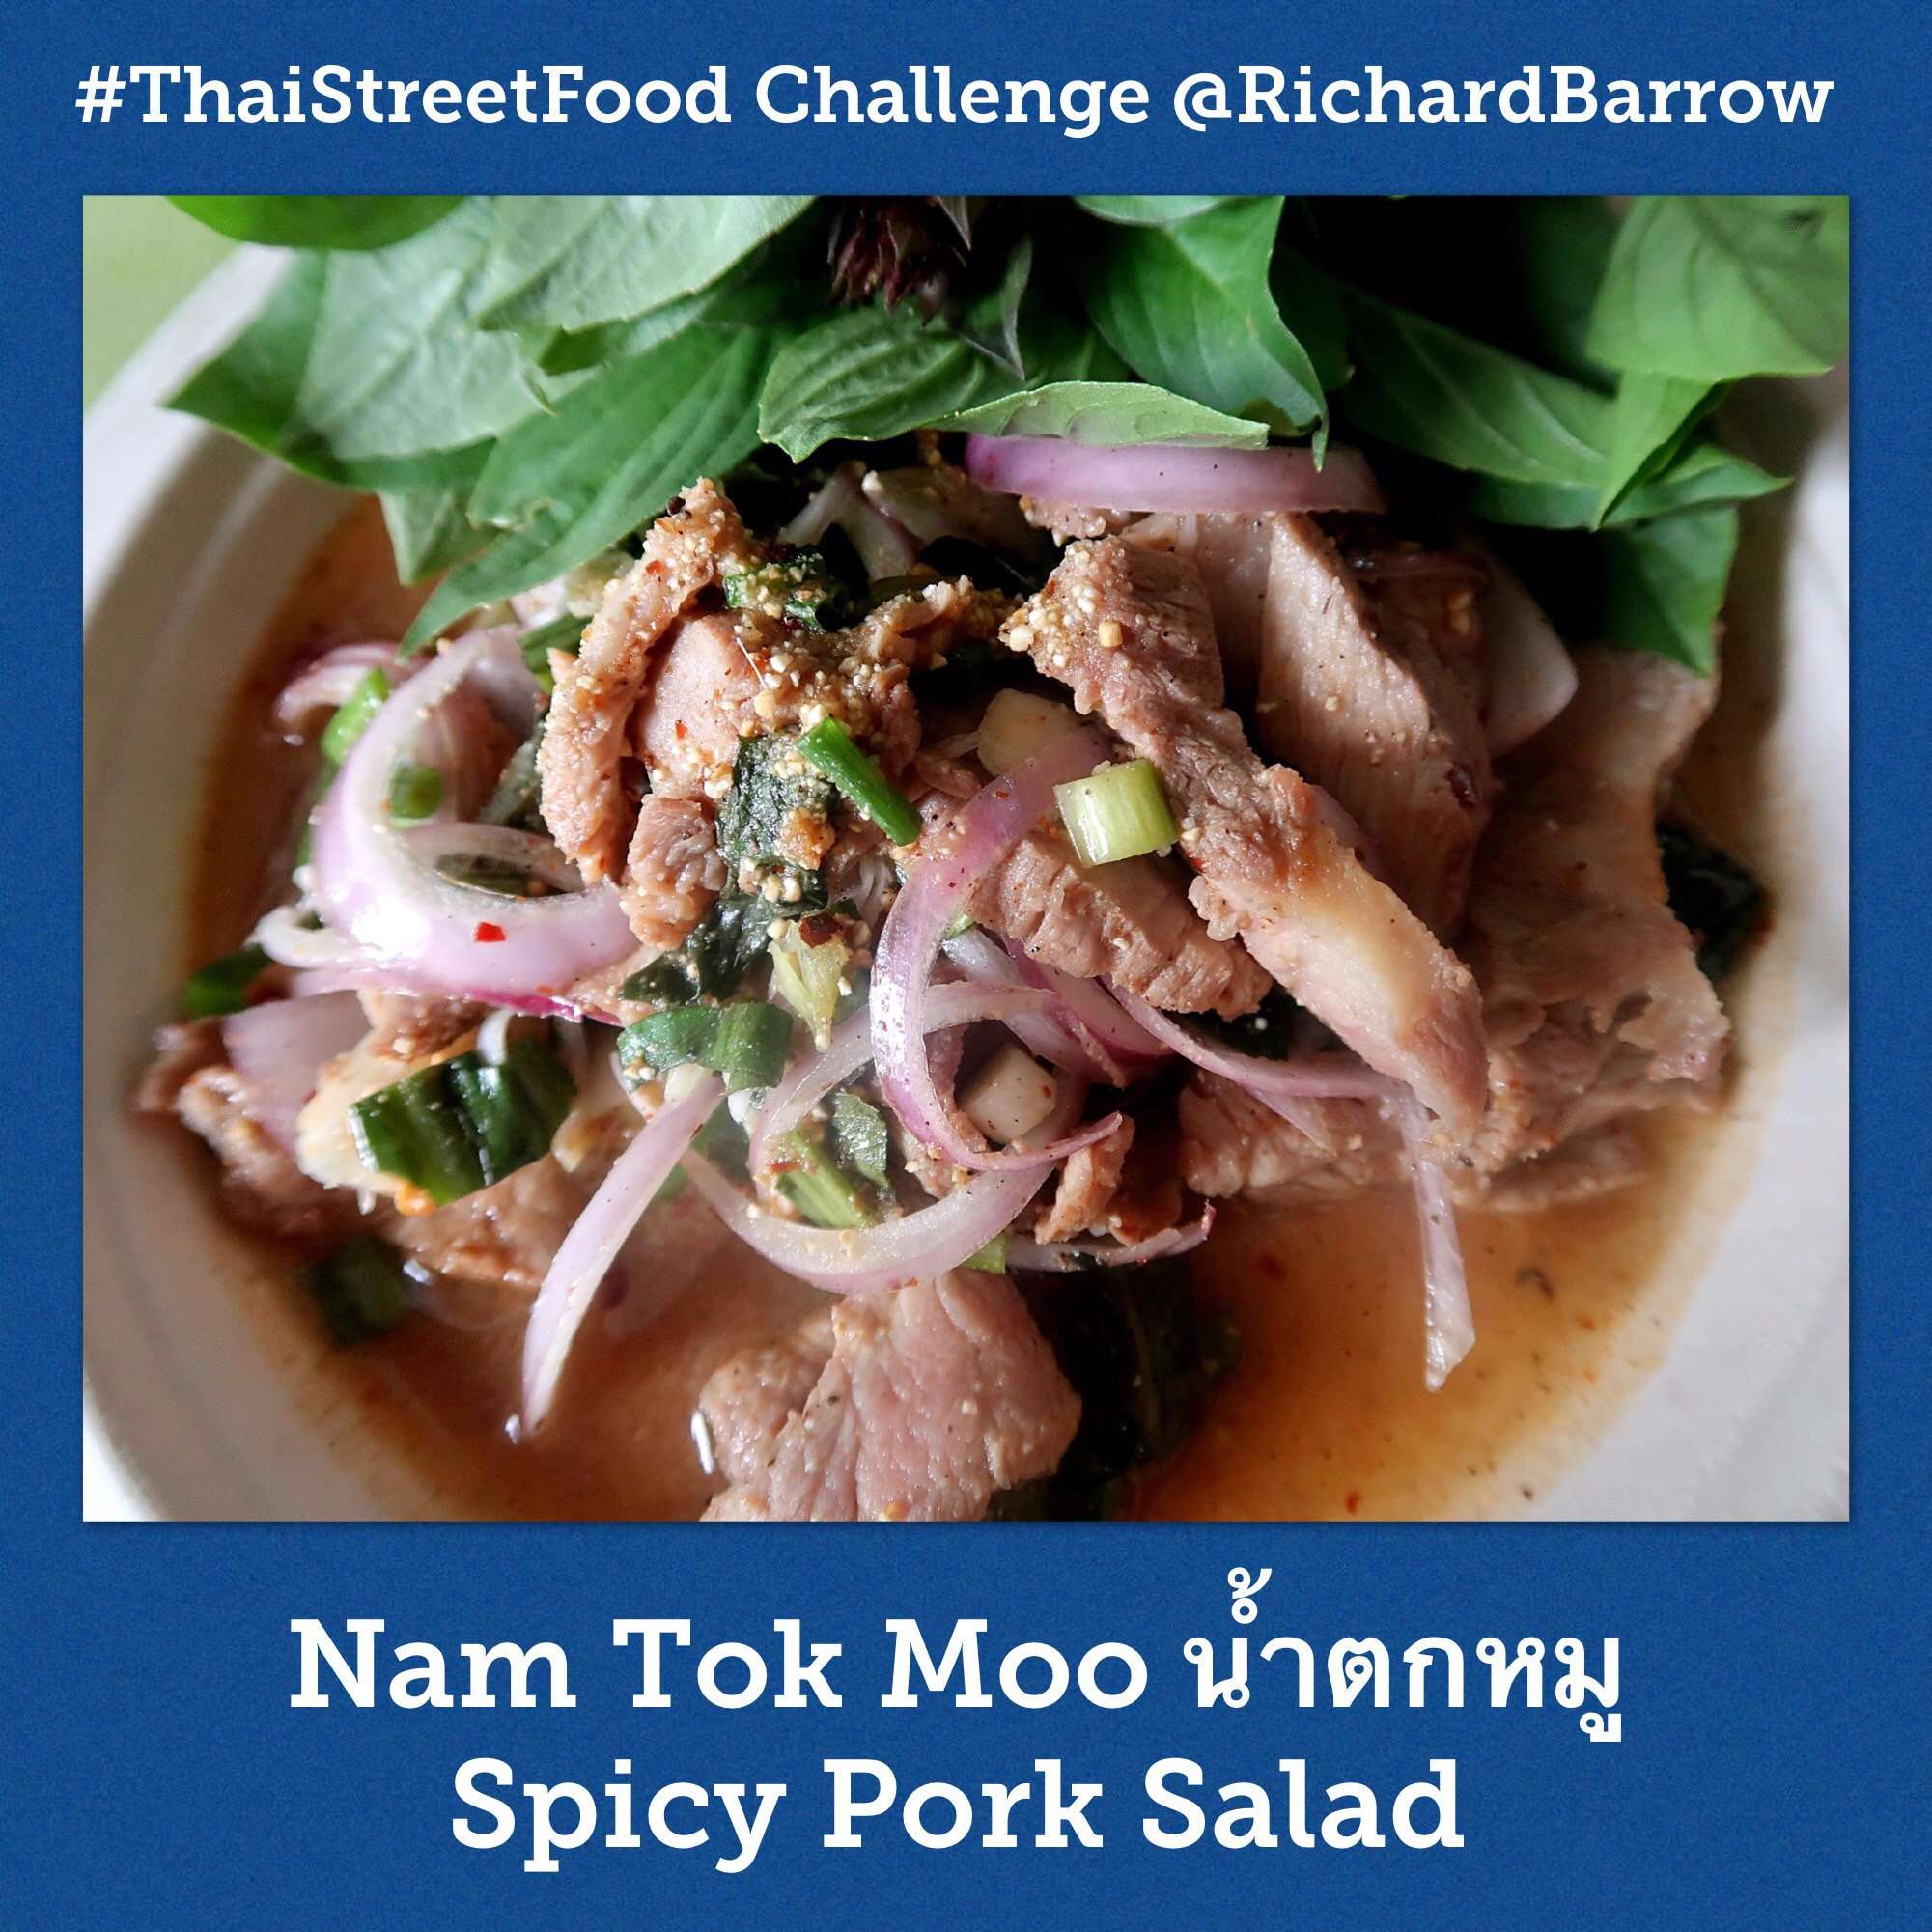 #ThaiStreetFood Challenge @RichardBarrow
Nam Tok Moo น้ำตกหมู
Spicy Pork Salad